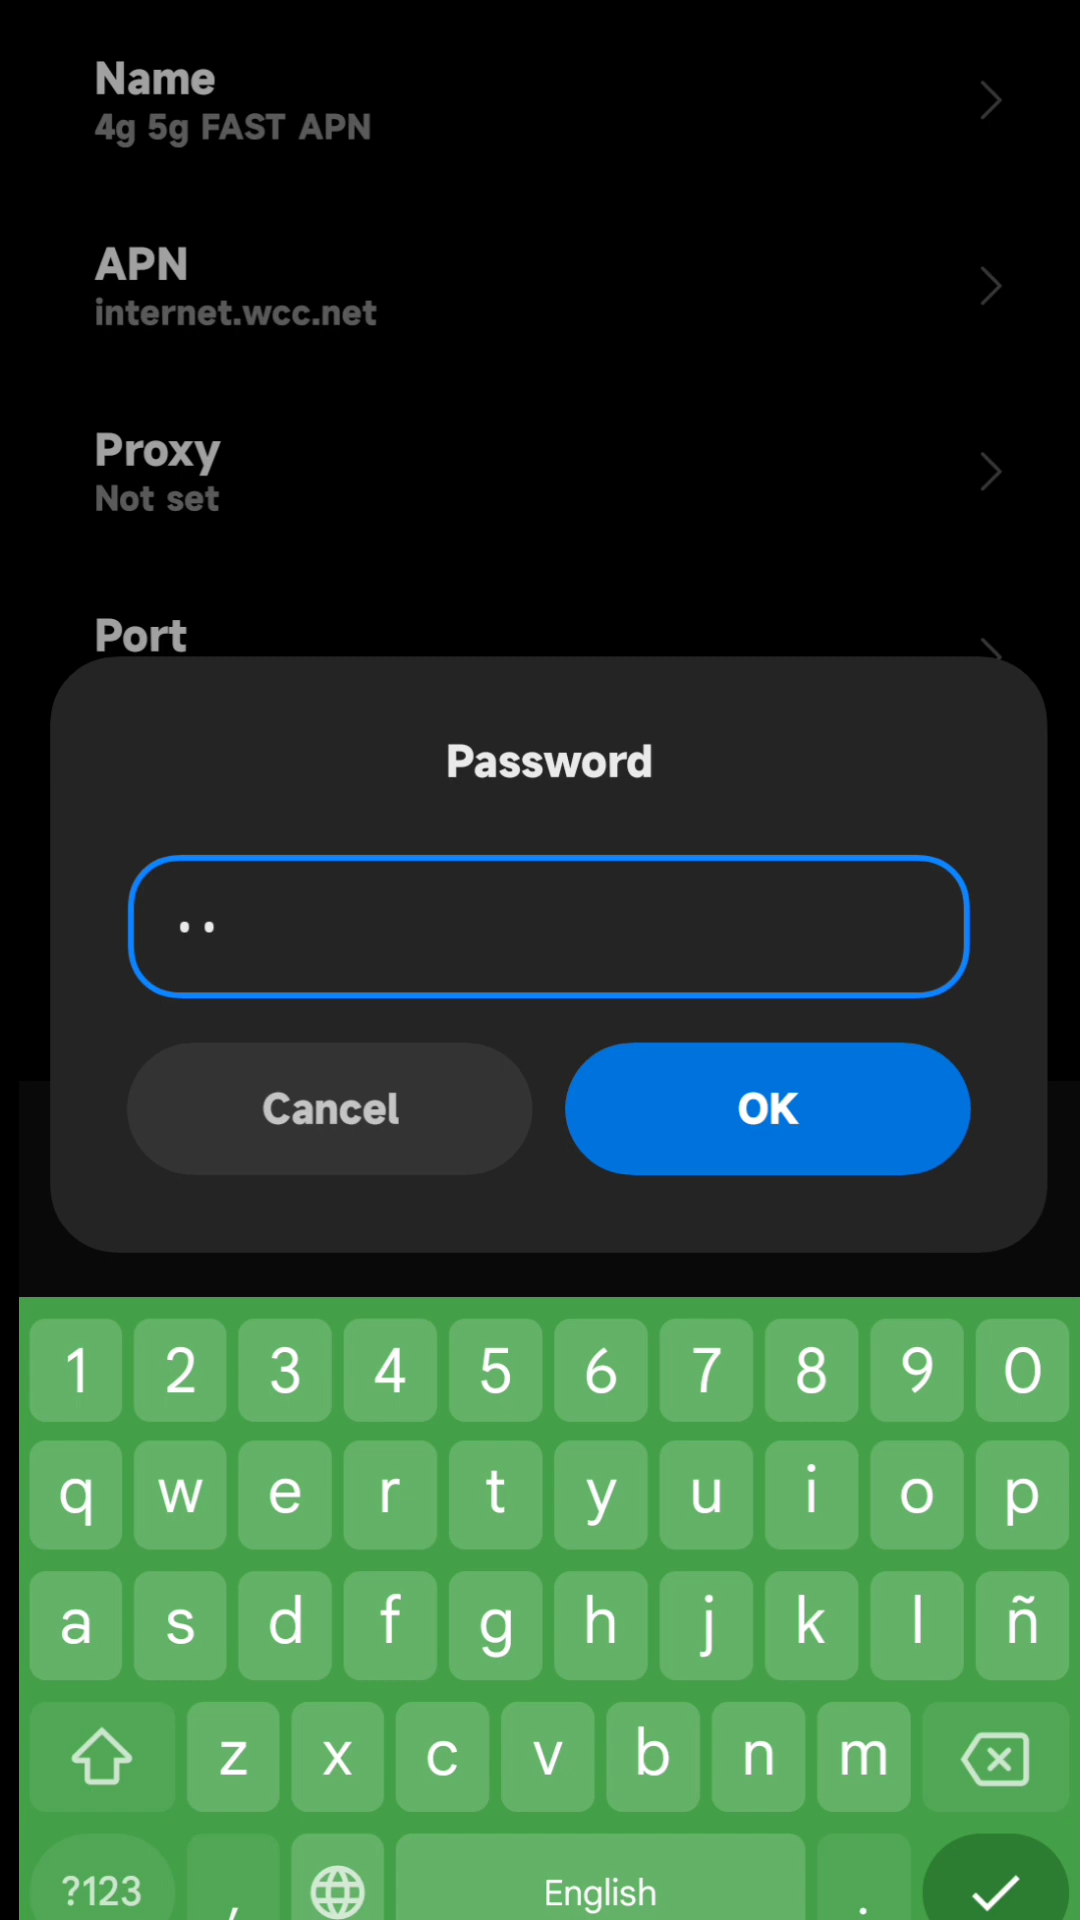 Name
4g 5g FAST APN
APN
internet.wcc.net
Proxy
Not set
Port
Password
••
Cancel
OK
1 2 3 4 5 6 7 8 9 0
q w e r t y u i o p
a s d f g h j k l ñ
z x c v b n m
?123 , English .